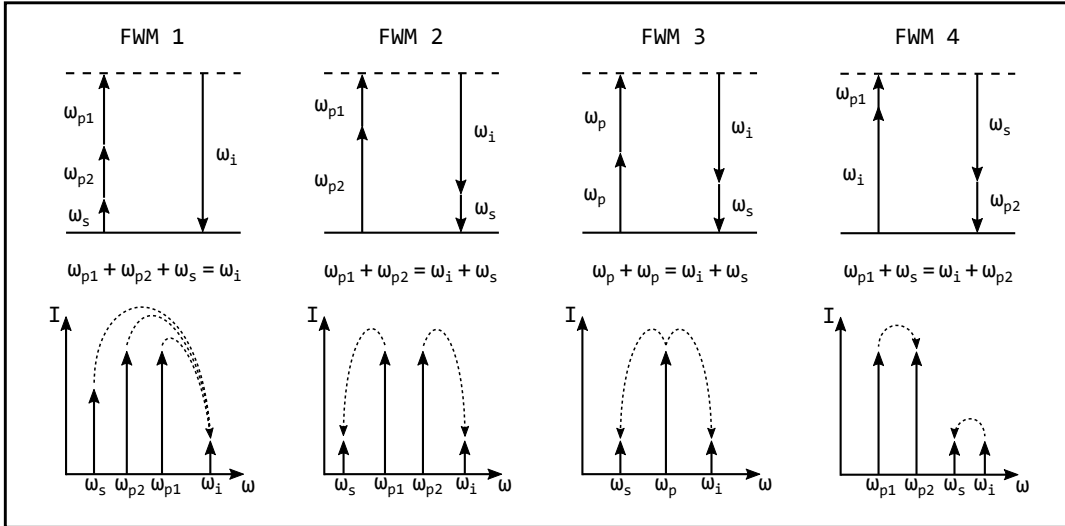 FWM 1
FWM 2
FWM 3
FWM 4
ωp1
ωp2
ωs
ωi
ωp1
ωp2
ωi
ωs
ωp
ωp
ωi
ωs
ωp1
ωi
ωs
ωp2
ωp1 + ωp2 + ωs = ωi
ωp1 + ωp2 = ωi + ωs
ωp + ωp = ωi + ωs
ωp1 + ωs = ωi + ωp2
I
ωs ωp2 ωp1 ωi ω
I
ωs ωp1 ωp2 ωi ω
I
ωs ωp ωi ω
I
ωp1 ωp2 ωs ωi ω